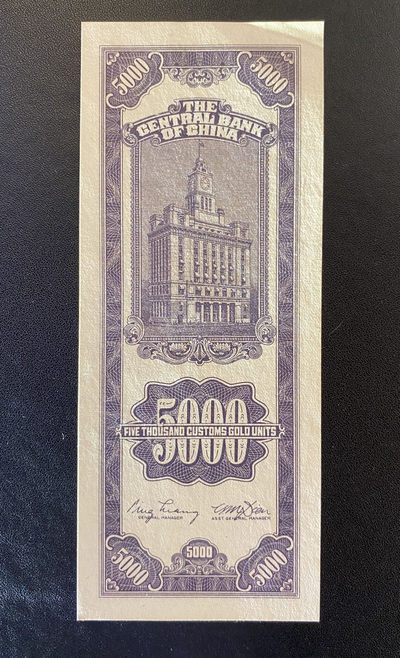 5000 5000
THE
CENTRAL BANK
OF CHINA
5000
FIVE THOUSAND CUSTOMS GOLD UNITS
GENERAL MANAGER ASST. GENERAL MANAGER
5000 5000 5000